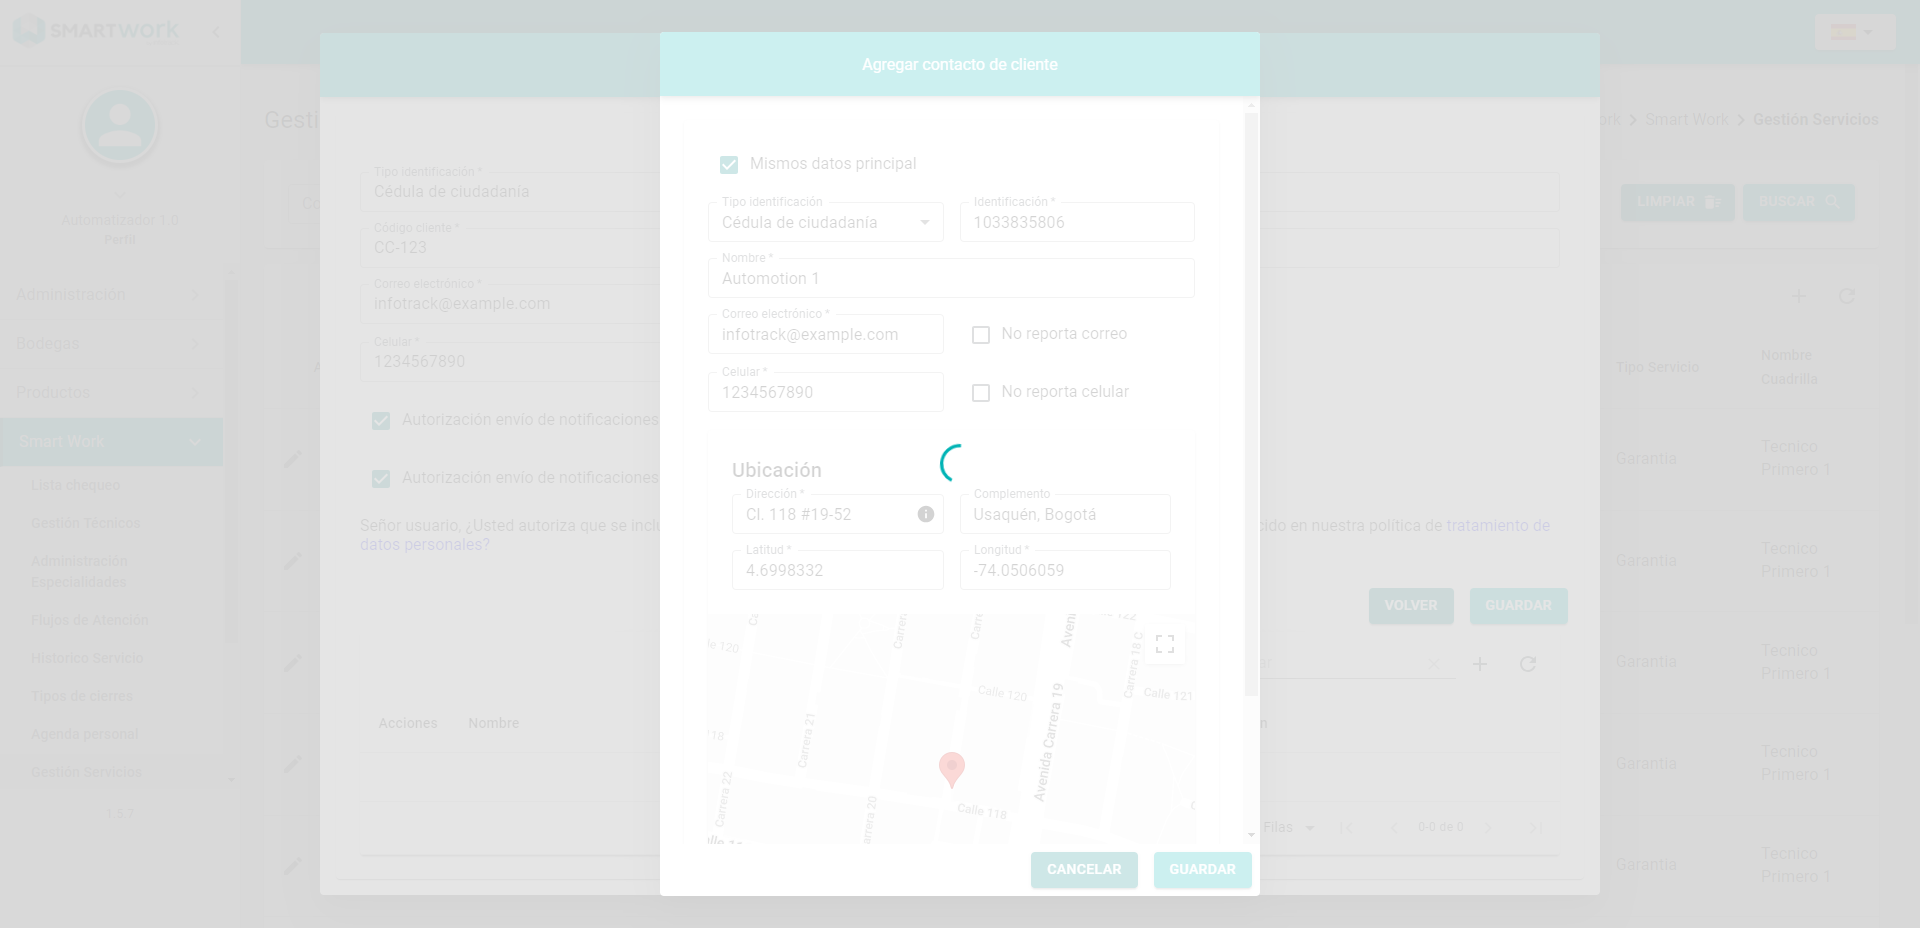 SMARTWORK
Gesti
ork > Smart Work > Gestión Servicios
LIMPIAR
BUSCAR
Automatizador 1.0
Perfil
Administración
Bodegas
Productos
Smart Work
Lista chequeo
Gestión Técnicos
Administración
Especialidades
Flujos de Atención
Historico Servicio
Tipos de cierres
Agenda personal
Gestión Servicios
1.6.7
Tipo identificación *
Cédula de ciudadanía
Código cliente *
CC-123
Correo electrónico *
infotrack@example.com
Celular *
1234567890
Autorización envío de notificaciones
Autorización envío de notificaciones
Señor usuario, ¿Usted autoriza que se inclu
cido en nuestra política de tratamiento de
datos personales?
VOLVER
GUARDAR
Acciones
Nombre
Filas
0-0 de 0
Agregar contacto de cliente
Mismos datos principal
Tipo identificación
Cédula de ciudadanía
Identificación *
1033835806
Nombre *
Automotion 1
Correo electrónico *
infotrack@example.com
No reporta correo
Celular *
1234567890
No reporta celular
Ubicación
Dirección *
Cl. 118 #19-52
Complemento
Usaquén, Bogotá
Latitud *
4.6998332
Longitud *
-74.0506059
Calle 120
Calle 121
Carrera 18 C
Avenida Carrera 19
Carrera 21
Carrera 22
Calle 118
CANCELAR
GUARDAR
Tipo Servicio
Nombre
Cuadrilla
Garantia
Tecnico
Primero 1
Garantia
Tecnico
Primero 1
Garantia
Tecnico
Primero 1
Garantia
Tecnico
Primero 1
Garantia
Tecnico
Primero 1